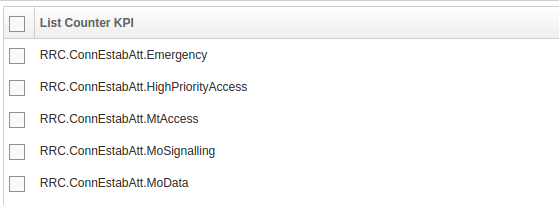 List Counter KPI
RRC.ConnEstabAtt.Emergency
RRC.ConnEstabAtt.HighPriorityAccess
RRC.ConnEstabAtt.MtAccess
RRC.ConnEstabAtt.MoSignalling
RRC.ConnEstabAtt.MoData